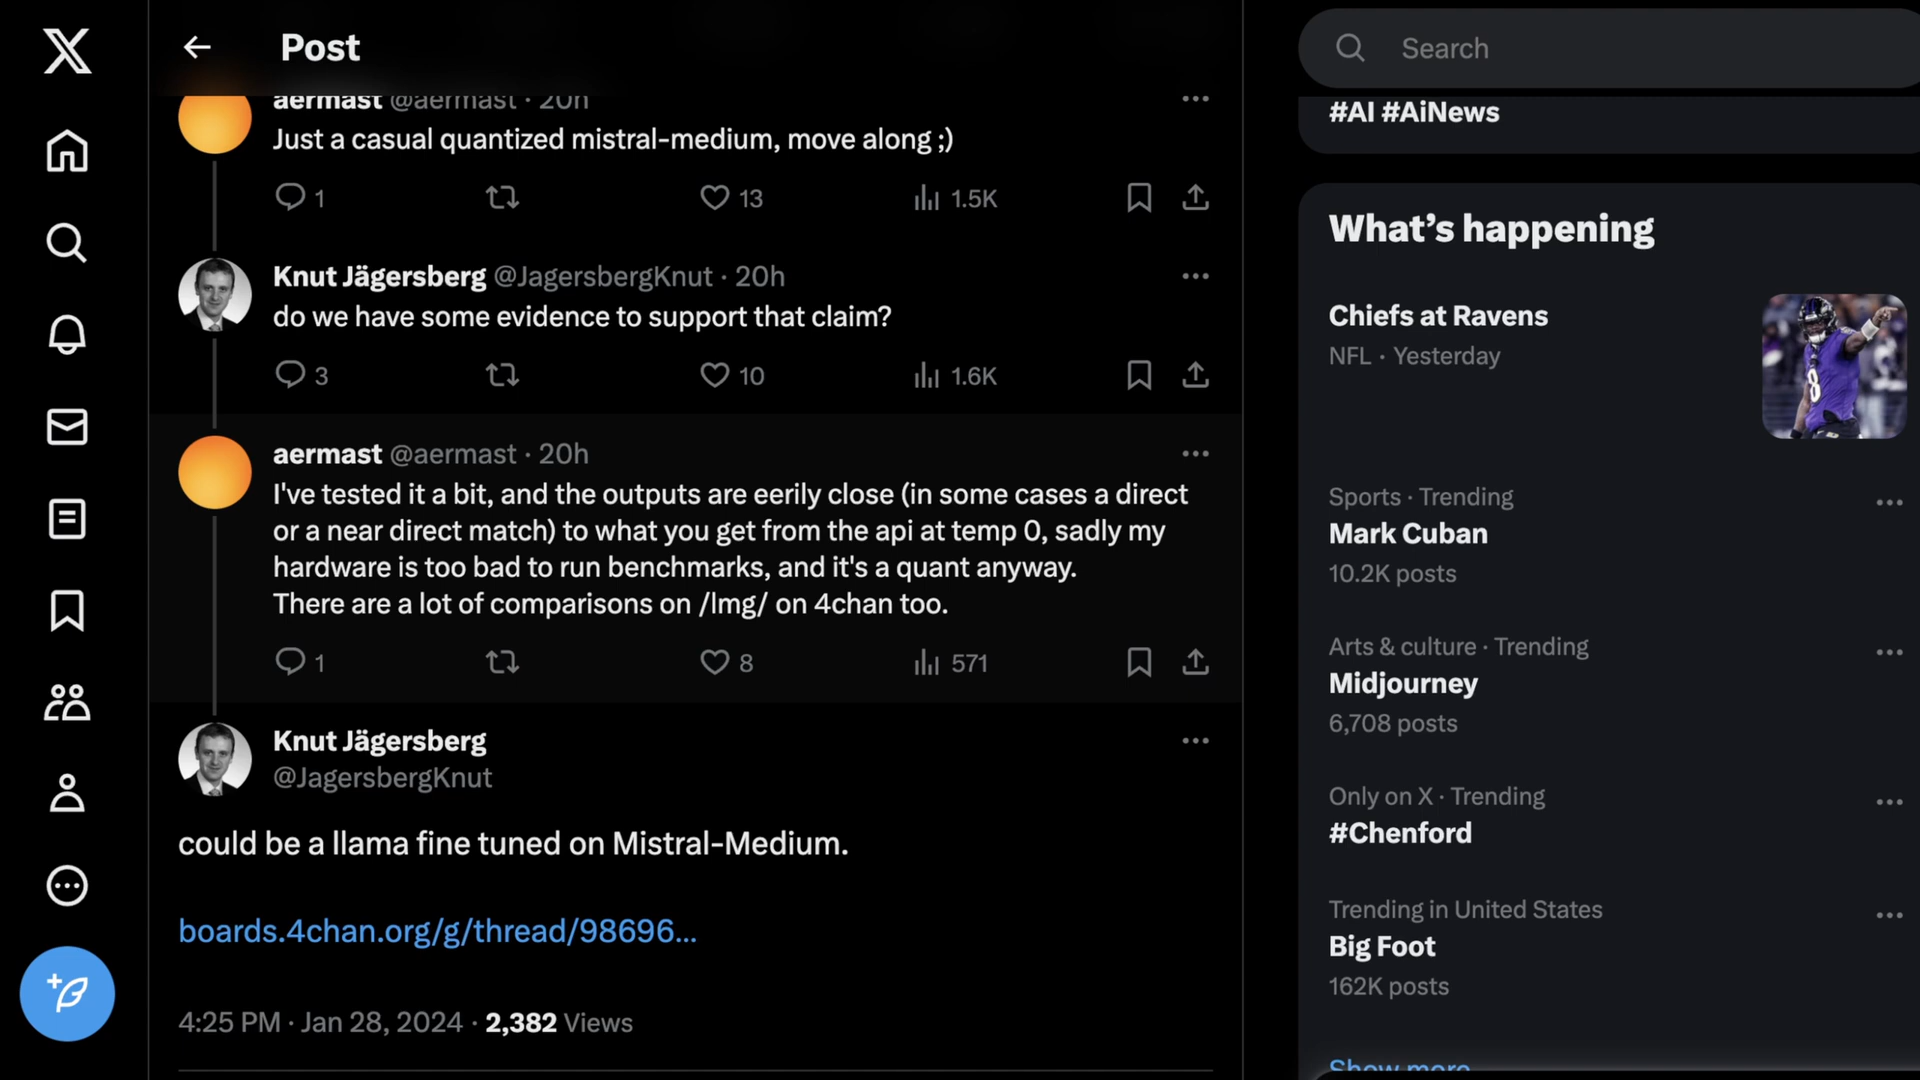 Post
aermast @aermast · 20h
Just a casual quantized mistral-medium, move along ;)
1 13 1.5K
Knut Jägersberg @JagersbergKnut · 20h
do we have some evidence to support that claim?
3 10 1.6K
aermast @aermast · 20h
I've tested it a bit, and the outputs are eerily close (in some cases a direct
or a near direct match) to what you get from the api at temp 0, sadly my
hardware is too bad to run benchmarks, and it's a quant anyway.
There are a lot of comparisons on /lmg/ on 4chan too.
1 8 571
Knut Jägersberg
@JagersbergKnut
could be a llama fine tuned on Mistral-Medium.
boards.4chan.org/g/thread/98696...
4:25 PM · Jan 28, 2024 · 2,382 Views
Search
#AI #AiNews
What's happening
Chiefs at Ravens
NFL · Yesterday
8
Sports · Trending
Mark Cuban
10.2K posts
Arts & culture · Trending
Midjourney
6,708 posts
Only on X · Trending
#Chenford
Trending in United States
Big Foot
162K posts
Show more